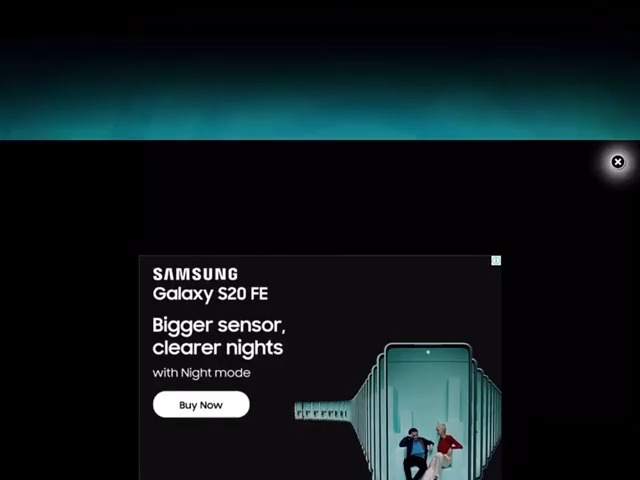 SAMSUNG
Galaxy S20 FE
Bigger sensor,
clearer nights
with Night mode
Buy Now